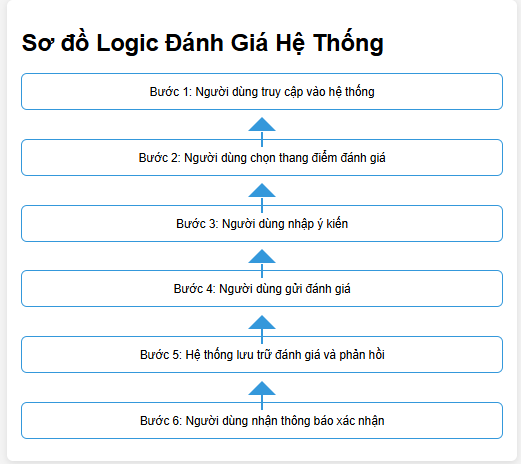 Sơ đồ Logic Đánh Giá Hệ Thống
Bước 1: Người dùng truy cập vào hệ thống
Bước 2: Người dùng chọn thang điểm đánh giá
Bước 3: Người dùng nhập ý kiến
Bước 4: Người dùng gửi đánh giá
Bước 5: Hệ thống lưu trữ đánh giá và phản hồi
Bước 6: Người dùng nhận thông báo xác nhận